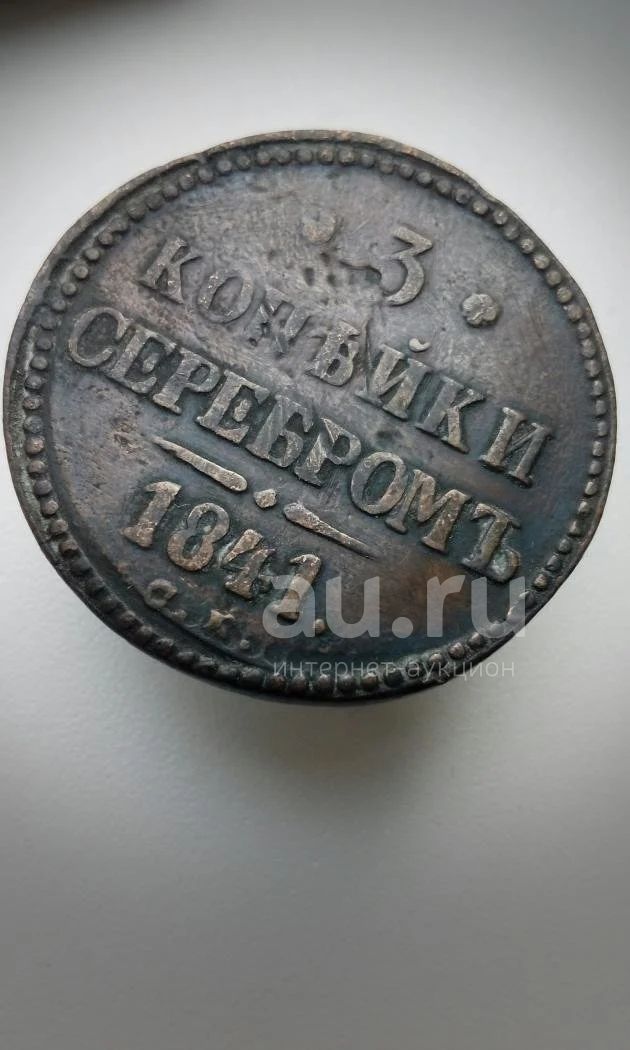 3
КОПѢЙКИ
СЕРЕБРОМЪ
1841.
au.ru
интернет-аукцион